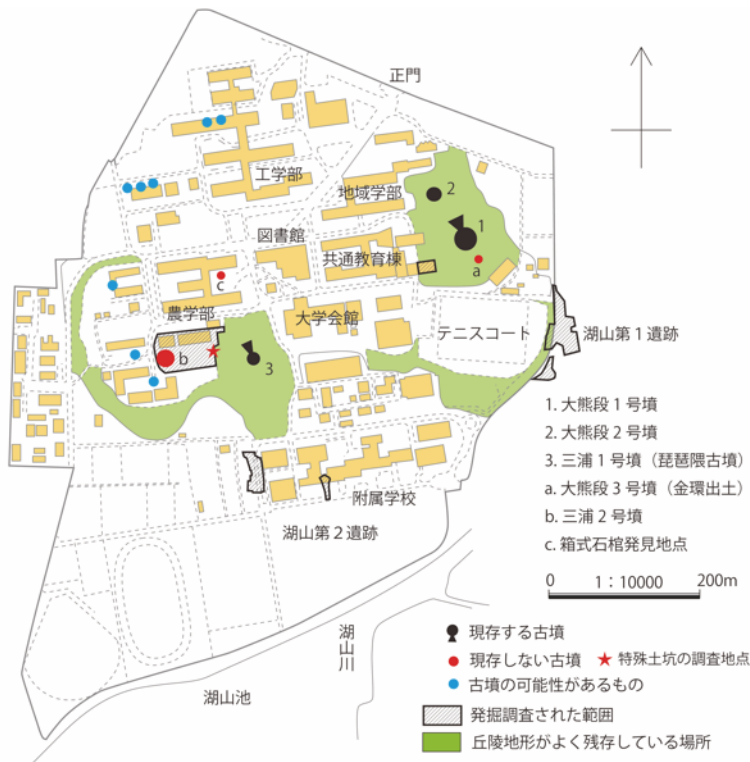 正門
工学部
地域学部
2
1
図書館
共通教育棟
a
c
農学部
大学会館
テニスコート
湖山第1遺跡
b
3
1. 大熊段1号墳
2. 大熊段2号墳
3. 三浦1号墳（琵琶隈古墳）
a. 大熊段3号墳（金環出土）
b. 三浦2号墳
c. 箱式石棺発見地点
附属学校
湖山第2遺跡
0 1：10000 200m
湖山川
湖山池
現存する古墳
現存しない古墳 ★ 特殊土坑の調査地点
古墳の可能性があるもの
発掘調査された範囲
丘陵地形がよく残存している場所